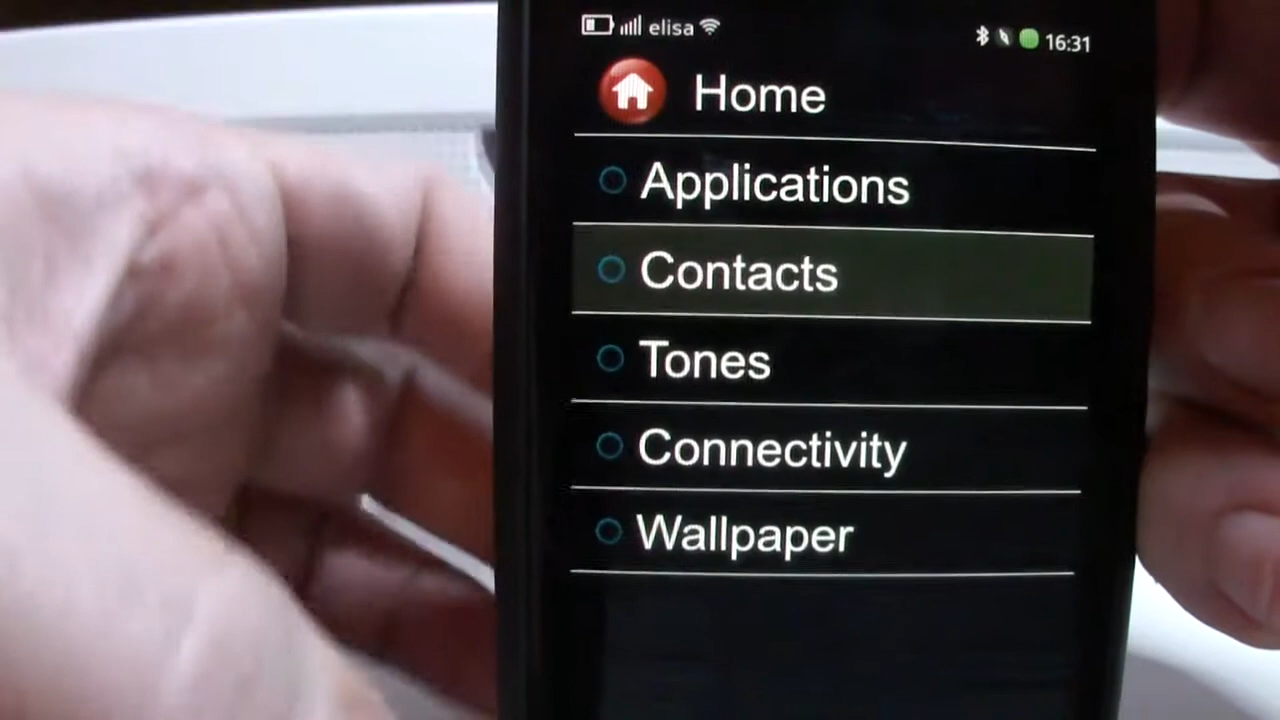 elisa 16:31
Home
Applications
Contacts
Tones
Connectivity
Wallpaper